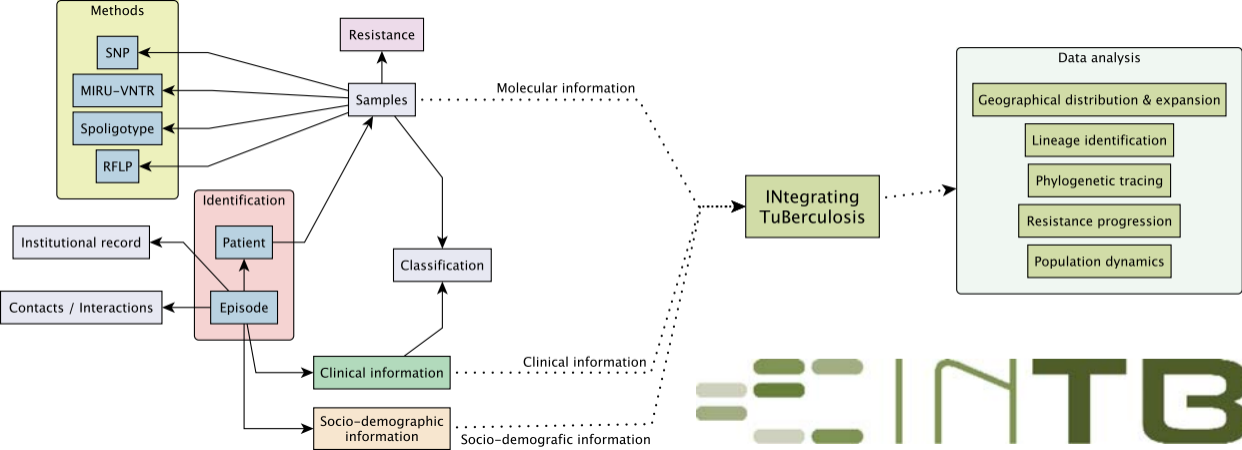 Methods
SNP
MIRU-VNTR
Spoligotype
RFLP
Resistance
Samples
Molecular information
Identification
Patient
Episode
Institutional record
Contacts / Interactions
Classification
Clinical information
Socio-demographic
information
Clinical information
Socio-demografic information
INtegrating
TuBerculosis
Data analysis
Geographical distribution & expansion
Lineage identification
Phylogenetic tracing
Resistance progression
Population dynamics
INTB